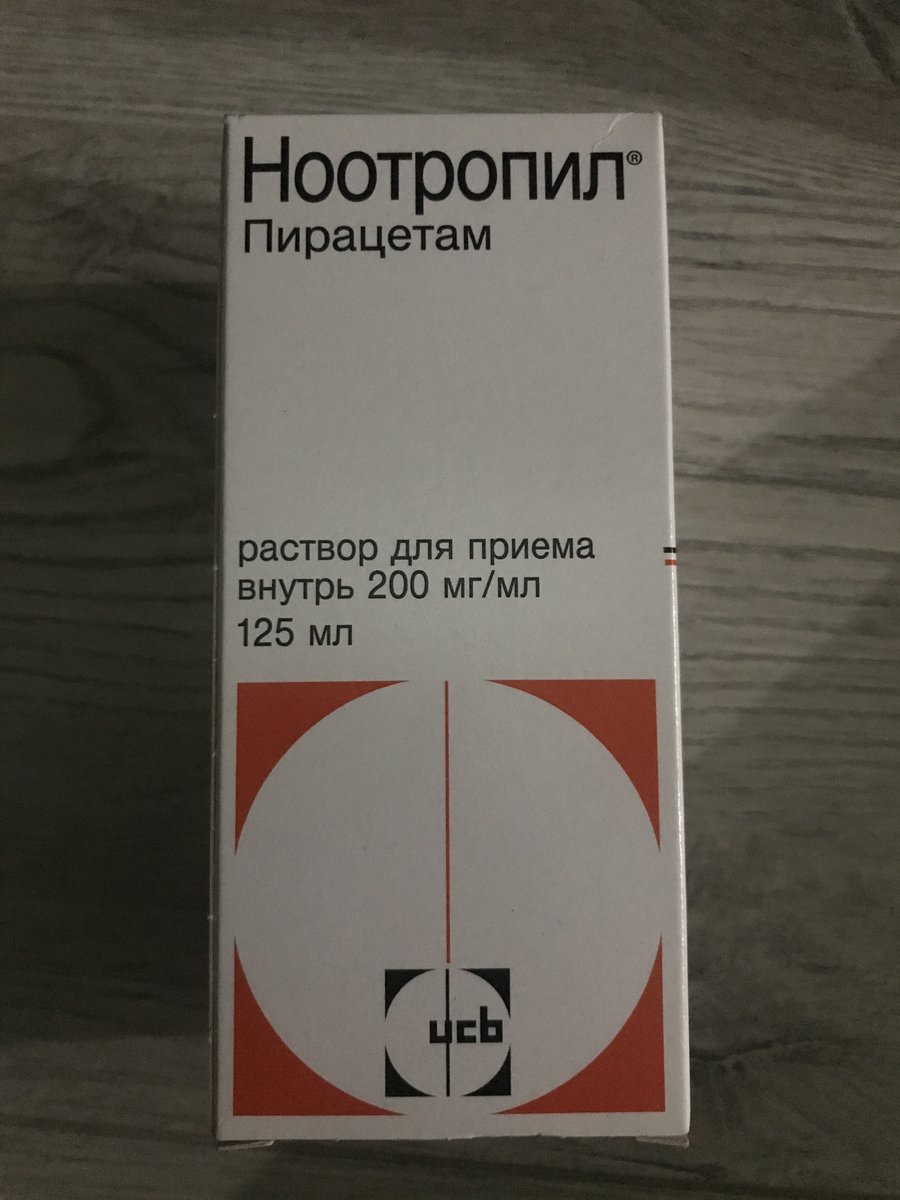 Ноотропил®
Пирацетам
раствор для приема
внутрь 200 мг/мл
125 мл
ucb